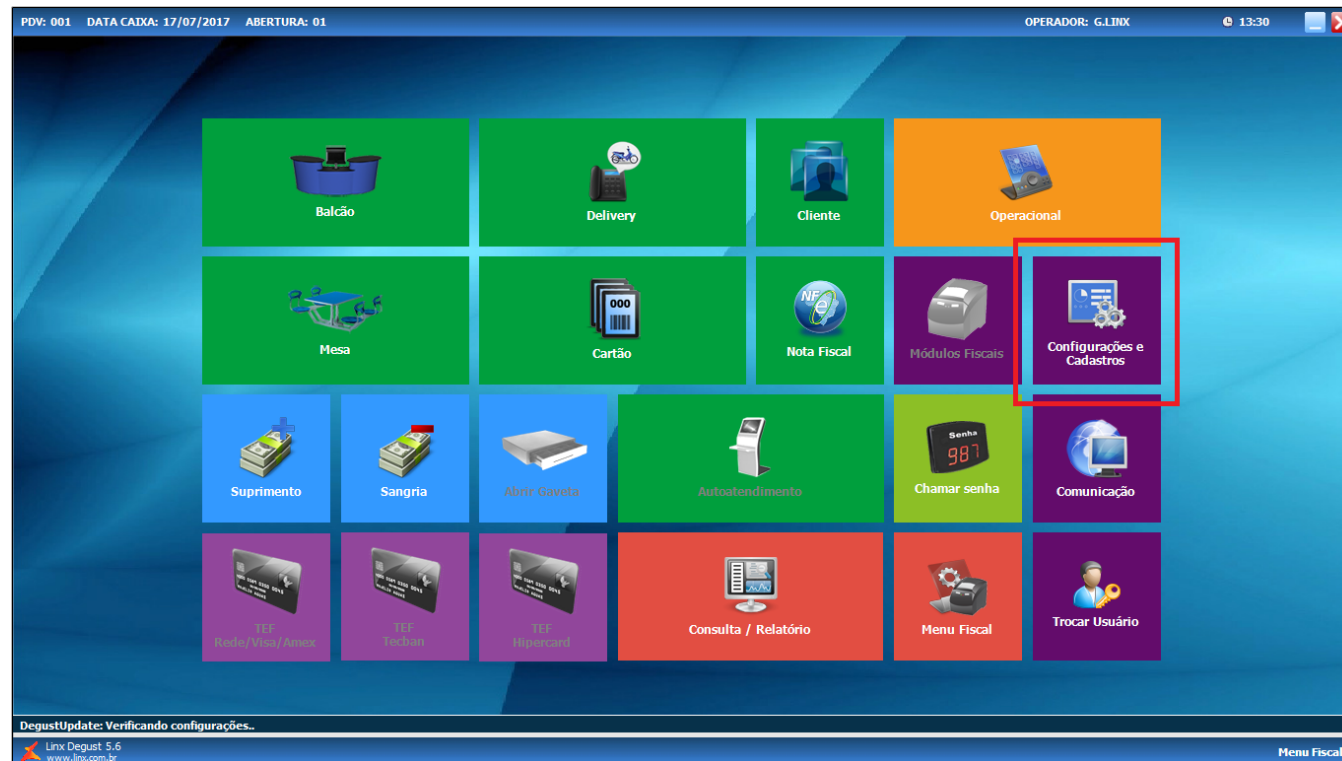 PDV: 001 DATA CAIXA: 17/07/2017 ABERTURA: 01 OPERADOR: G.LINX 13:30
Balcão
Delivery
Cliente
Operacional
Mesa
000
Cartão
NFe
Nota Fiscal
Módulos Fiscais
Configurações e
Cadastros
Suprimento
Sangria
Abrir Gaveta
Autoatendimento
Senha
987
Chamar senha
Comunicação
TEF
Rede/Visa/Amex
TEF
Tecban
TEF
Hipercard
Consulta / Relatório
Menu Fiscal
Trocar Usuário
DegustUpdate: Verificando configurações..
Linx Degust 5.6
www.linx.com.br
Menu Fiscal